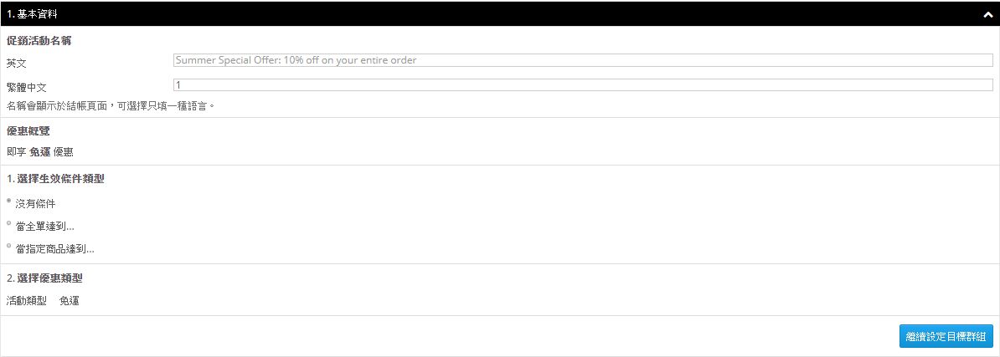 1. 基本資料
促銷活動名稱
英文 Summer Special Offer: 10% off on your entire order
繁體中文 1
名稱會顯示於結帳頁面，可選擇只填一種語言。
優惠概覽
即享 免運 優惠
1. 選擇生效條件類型
沒有條件
當全單達到...
當指定商品達到...
2. 選擇優惠類型
活動類型 免運
繼續設定目標群組